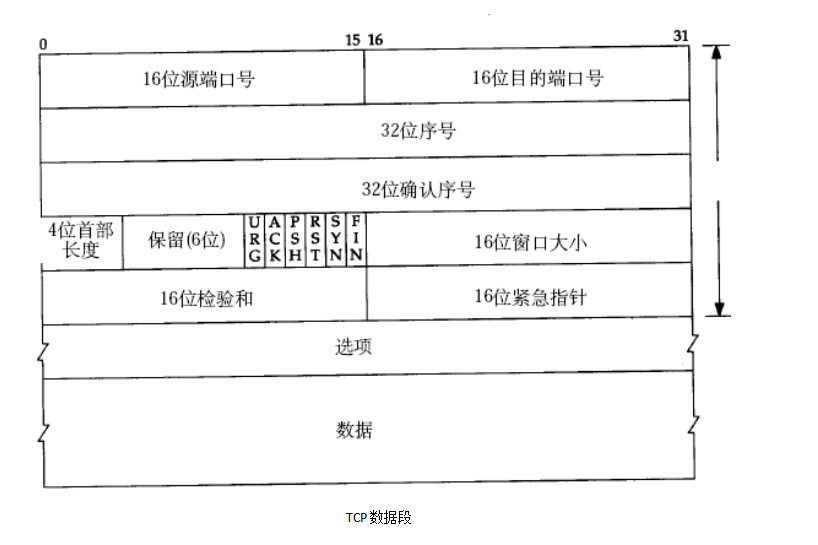 0 15 16 31
16位源端口号 16位目的端口号
32位序号
32位确认序号
4位首部
长度
保留(6位)
URG
ACK
PSH
RST
SYN
FIN
16位窗口大小
16位检验和 16位紧急指针
选项
数据
TCP数据段